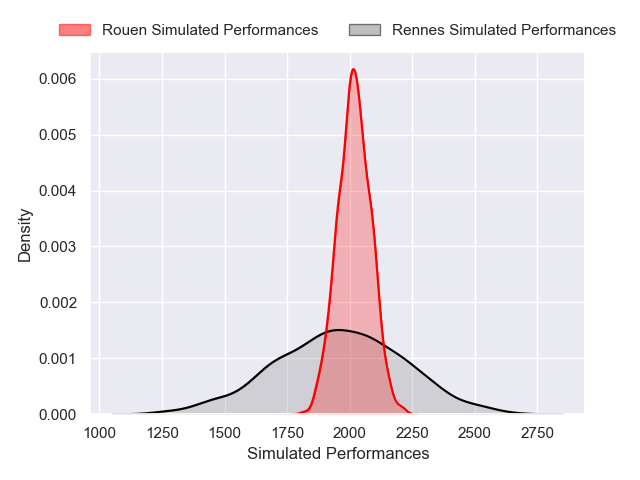 Rouen Simulated Performances Rennes Simulated Performances
0.006
0.005
0.004
0.003
0.002
0.001
0.000
Density
1000 1250 1500 1750 2000 2250 2500 2750
Simulated Performances